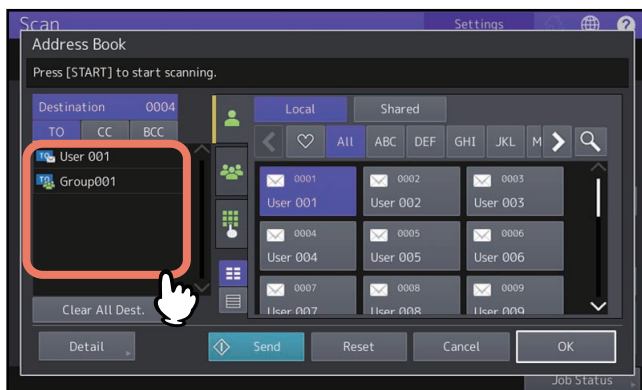 Scan
Settings
Address Book
Press [START] to start scanning.
Destination 0004
TO CC BCC
TO User 001
TO Group001
Clear All Dest.
Local Shared
All ABC DEF GHI JKL M
0001
User 001
0002
User 002
0003
User 003
0004
User 004
0005
User 005
0006
User 006
0007
User 007
0008
User 008
0009
User 009
Detail
Send
Reset
Cancel
OK
Job Status